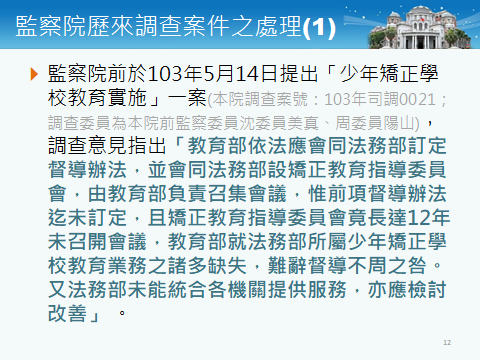 監察院歷來調查案件之處理(1)
監察院前於103年5月14日提出「少年矯正學
校教育實施」一案(本院調查案號：103年司調0021；
調查委員為本院前監察委員沈委員美真、周委員陽山)，
調查意見指出「教育部依法應會同法務部訂定
督導辦法，並會同法務部設矯正教育指導委員
會，由教育部負責召集會議，惟前項督導辦法
迄未訂定，且矯正教育指導委員會竟長達12年
未召開會議，教育部就法務部所屬少年矯正學
校教育業務之諸多缺失，難辭督導不周之咎。
又法務部未能統合各機關提供服務，亦應檢討
改善」 。
12